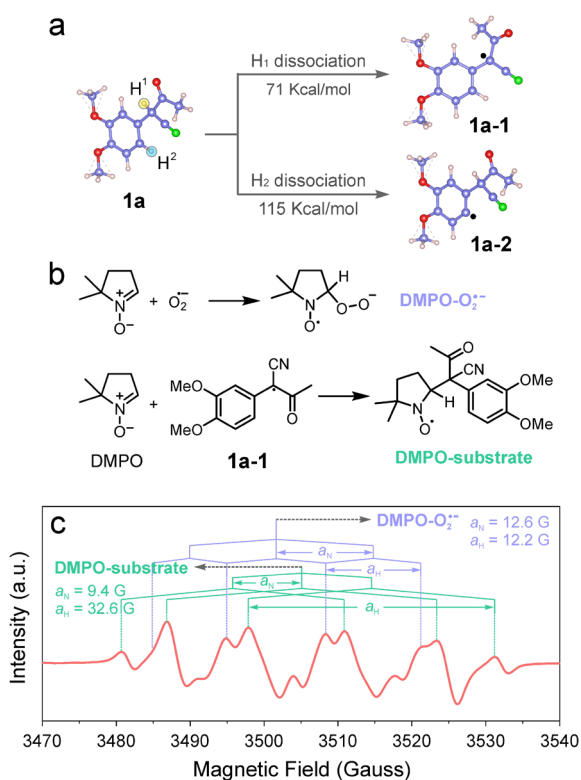 a
H¹
H²
1a
H₁ dissociation
71 Kcal/mol
1a-1
H₂ dissociation
115 Kcal/mol
1a-2
b
N
+
O⁻
+ O₂•⁻
H
N
O•
O-O⁻
DMPO-O₂•⁻
N
+
O⁻
DMPO
+
CN
MeO
MeO
O
1a-1
O
CN
H
N
O•
OMe
OMe
DMPO-substrate
c
DMPO-O₂•⁻
aN = 12.6 G
aH = 12.2 G
DMPO-substrate
aN = 9.4 G
aH = 32.6 G
aN
aH
aN
aH
Intensity (a.u.)
3470 3480 3490 3500 3510 3520 3530 3540
Magnetic Field (Gauss)